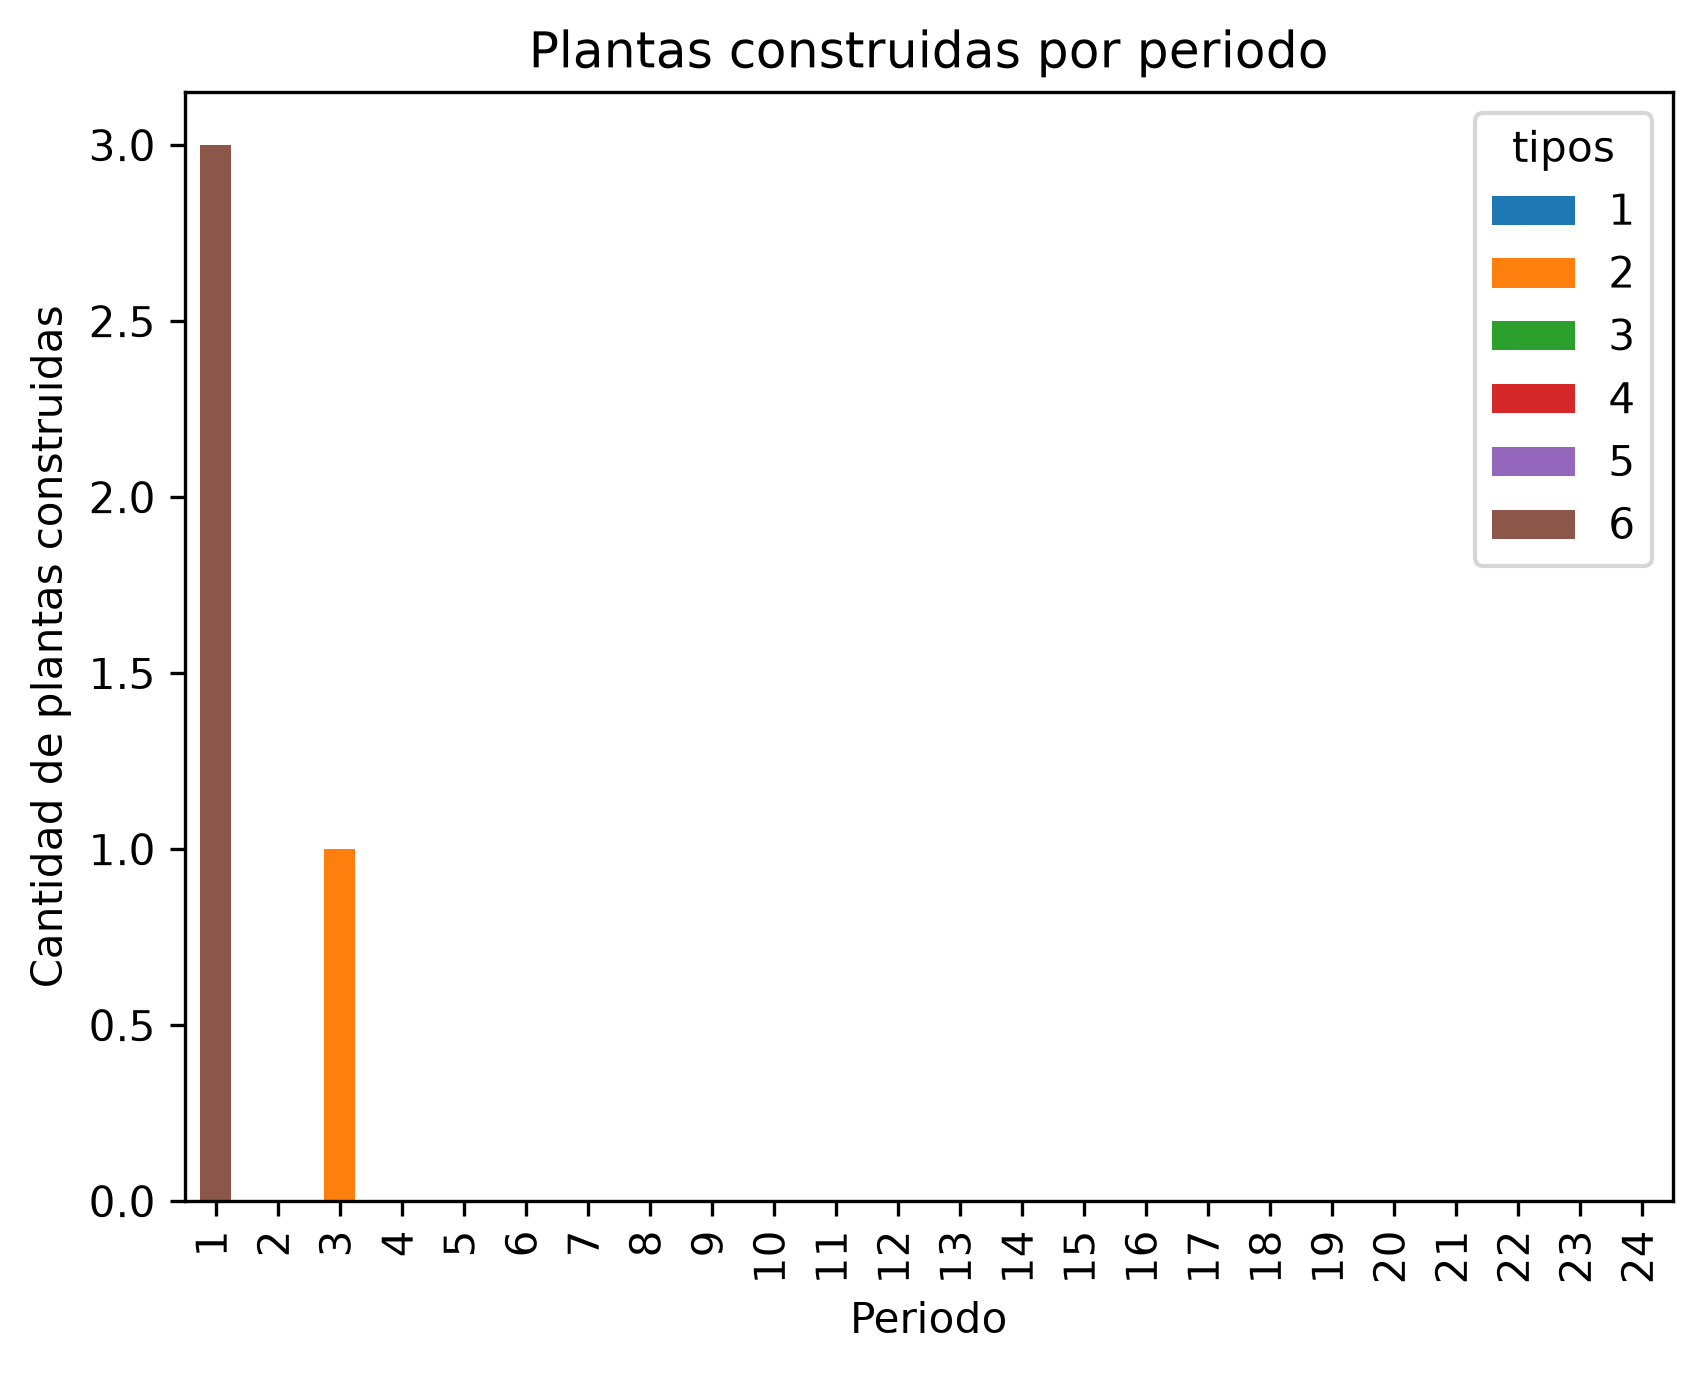 Plantas construidas por periodo
Cantidad de plantas construidas
3.0
2.5
2.0
1.5
1.0
0.5
0.0
tipos
1
2
3
4
5
6
1 2 3 4 5 6 7 8 9 10 11 12 13 14 15 16 17 18 19 20 21 22 23 24
Periodo